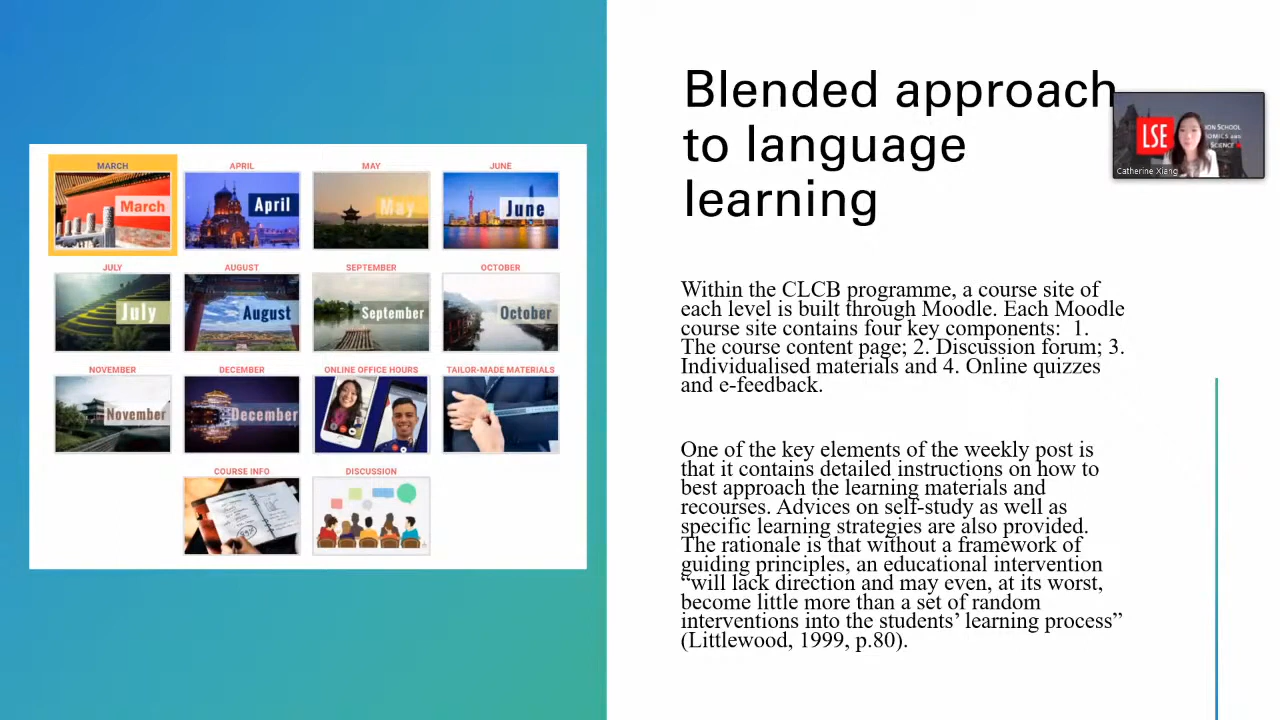 Blended approach
to language
learning
LSE
ION SCHOOL
OMICS AND
SCIENCE
Catherine Xiang
MARCH
APRIL
MAY
JUNE
March
April
May
June
JULY
AUGUST
SEPTEMBER
OCTOBER
July
August
September
October
NOVEMBER
DECEMBER
ONLINE OFFICE HOURS
TAILOR-MADE MATERIALS
November
December
COURSE INFO
DISCUSSION
Within the CLCB programme, a course site of
each level is built through Moodle. Each Moodle
course site contains four key components:  1.
The course content page; 2. Discussion forum; 3.
Individualised materials and 4. Online quizzes
and e-feedback.
One of the key elements of the weekly post is
that it contains detailed instructions on how to
best approach the learning materials and
recourses. Advices on self-study as well as
specific learning strategies are also provided.
The rationale is that without a framework of
guiding principles, an educational intervention
“will lack direction and may even, at its worst,
become little more than a set of random
interventions into the students’ learning process”
(Littlewood, 1999, p.80).